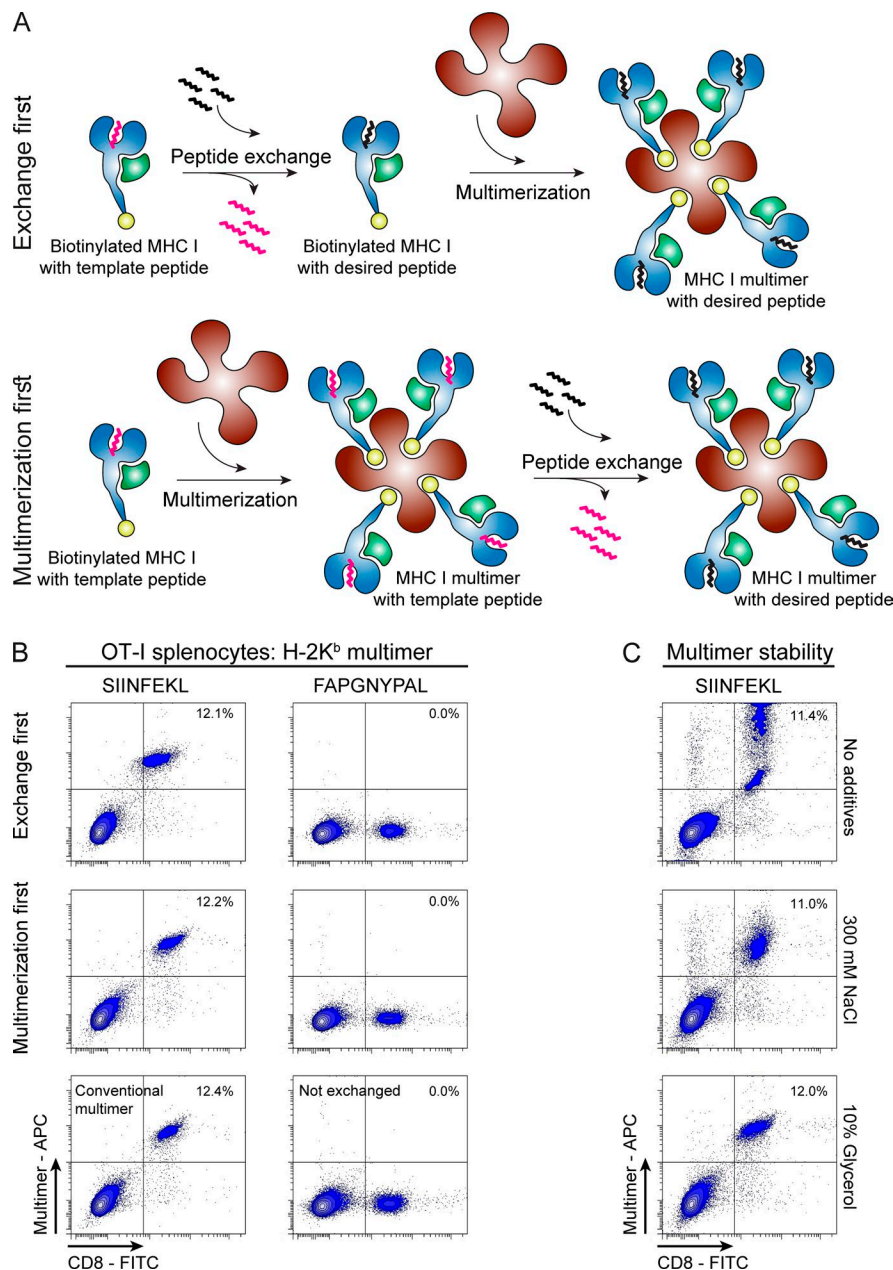 A
Exchange first
Biotinylated MHC I
with template peptide
Peptide exchange
Biotinylated MHC I
with desired peptide
Multimerization
MHC I multimer
with desired peptide
Multimerization first
Biotinylated MHC I
with template peptide
Multimerization
MHC I multimer
with template peptide
Peptide exchange
MHC I multimer
with desired peptide
B
OT-I splenocytes: H-2Kᵇ multimer
SIINFEKL
FAPGNYPAL
Exchange first
12.1%
0.0%
Multimerization first
12.2%
0.0%
Conventional
multimer
12.4%
Not exchanged
0.0%
Multimer - APC
CD8 - FITC
C
Multimer stability
SIINFEKL
11.4%
No additives
11.0%
300 mM NaCl
12.0%
10% Glycerol
Multimer - APC
CD8 - FITC